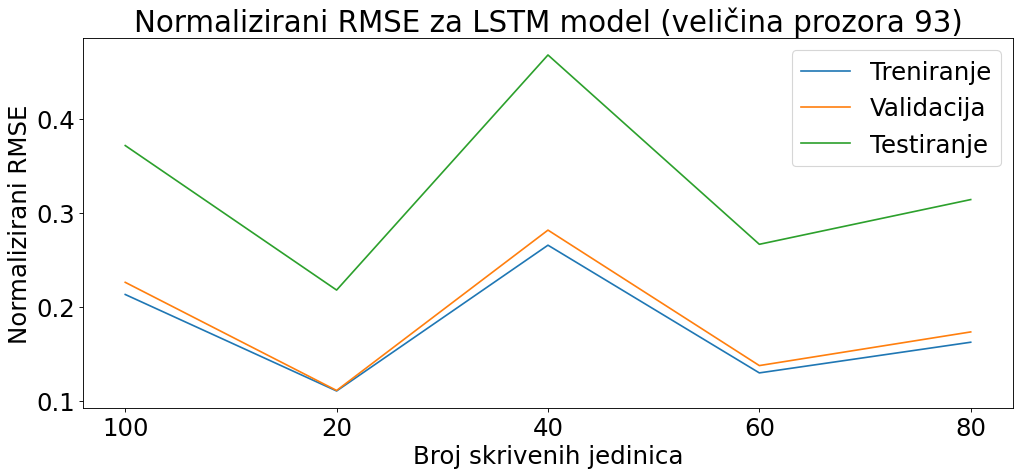 Normalizirani RMSE za LSTM model (veličina prozora 93)
Treniranje
Validacija
Testiranje
Normalizirani RMSE
0.4
0.3
0.2
0.1
100 20 40 60 80
Broj skrivenih jedinica